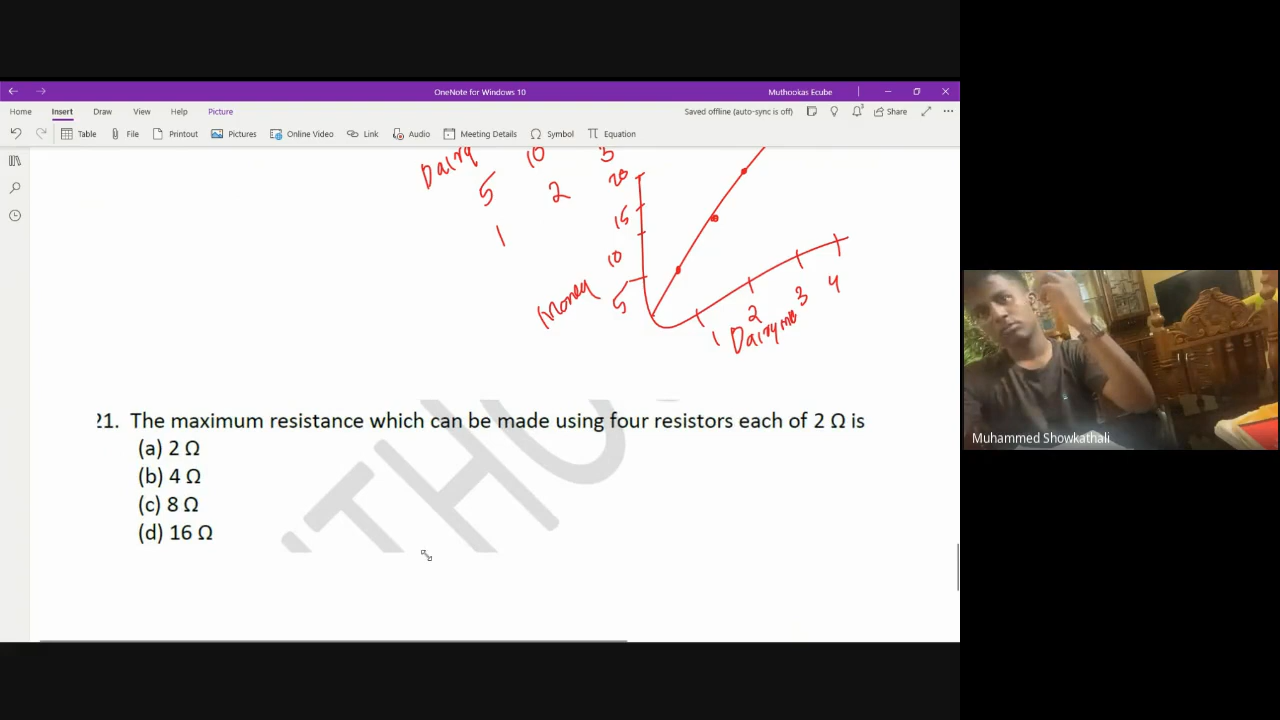 OneNote for Windows 10
Muthookas Ecube
Home Insert Draw View Help Picture
Saved offline (auto-sync is off)
3
Share
Table File Printout Pictures Online Video Link Audio Meeting Details Symbol Equation
Dairy 10 3
5 2
1
20
15
10
5
Money
1 2 3 4
Dairy
21. The maximum resistance which can be made using four resistors each of 2 Ω is
(a) 2 Ω
(b) 4 Ω
(c) 8 Ω
(d) 16 Ω
Muhammed Showkathali